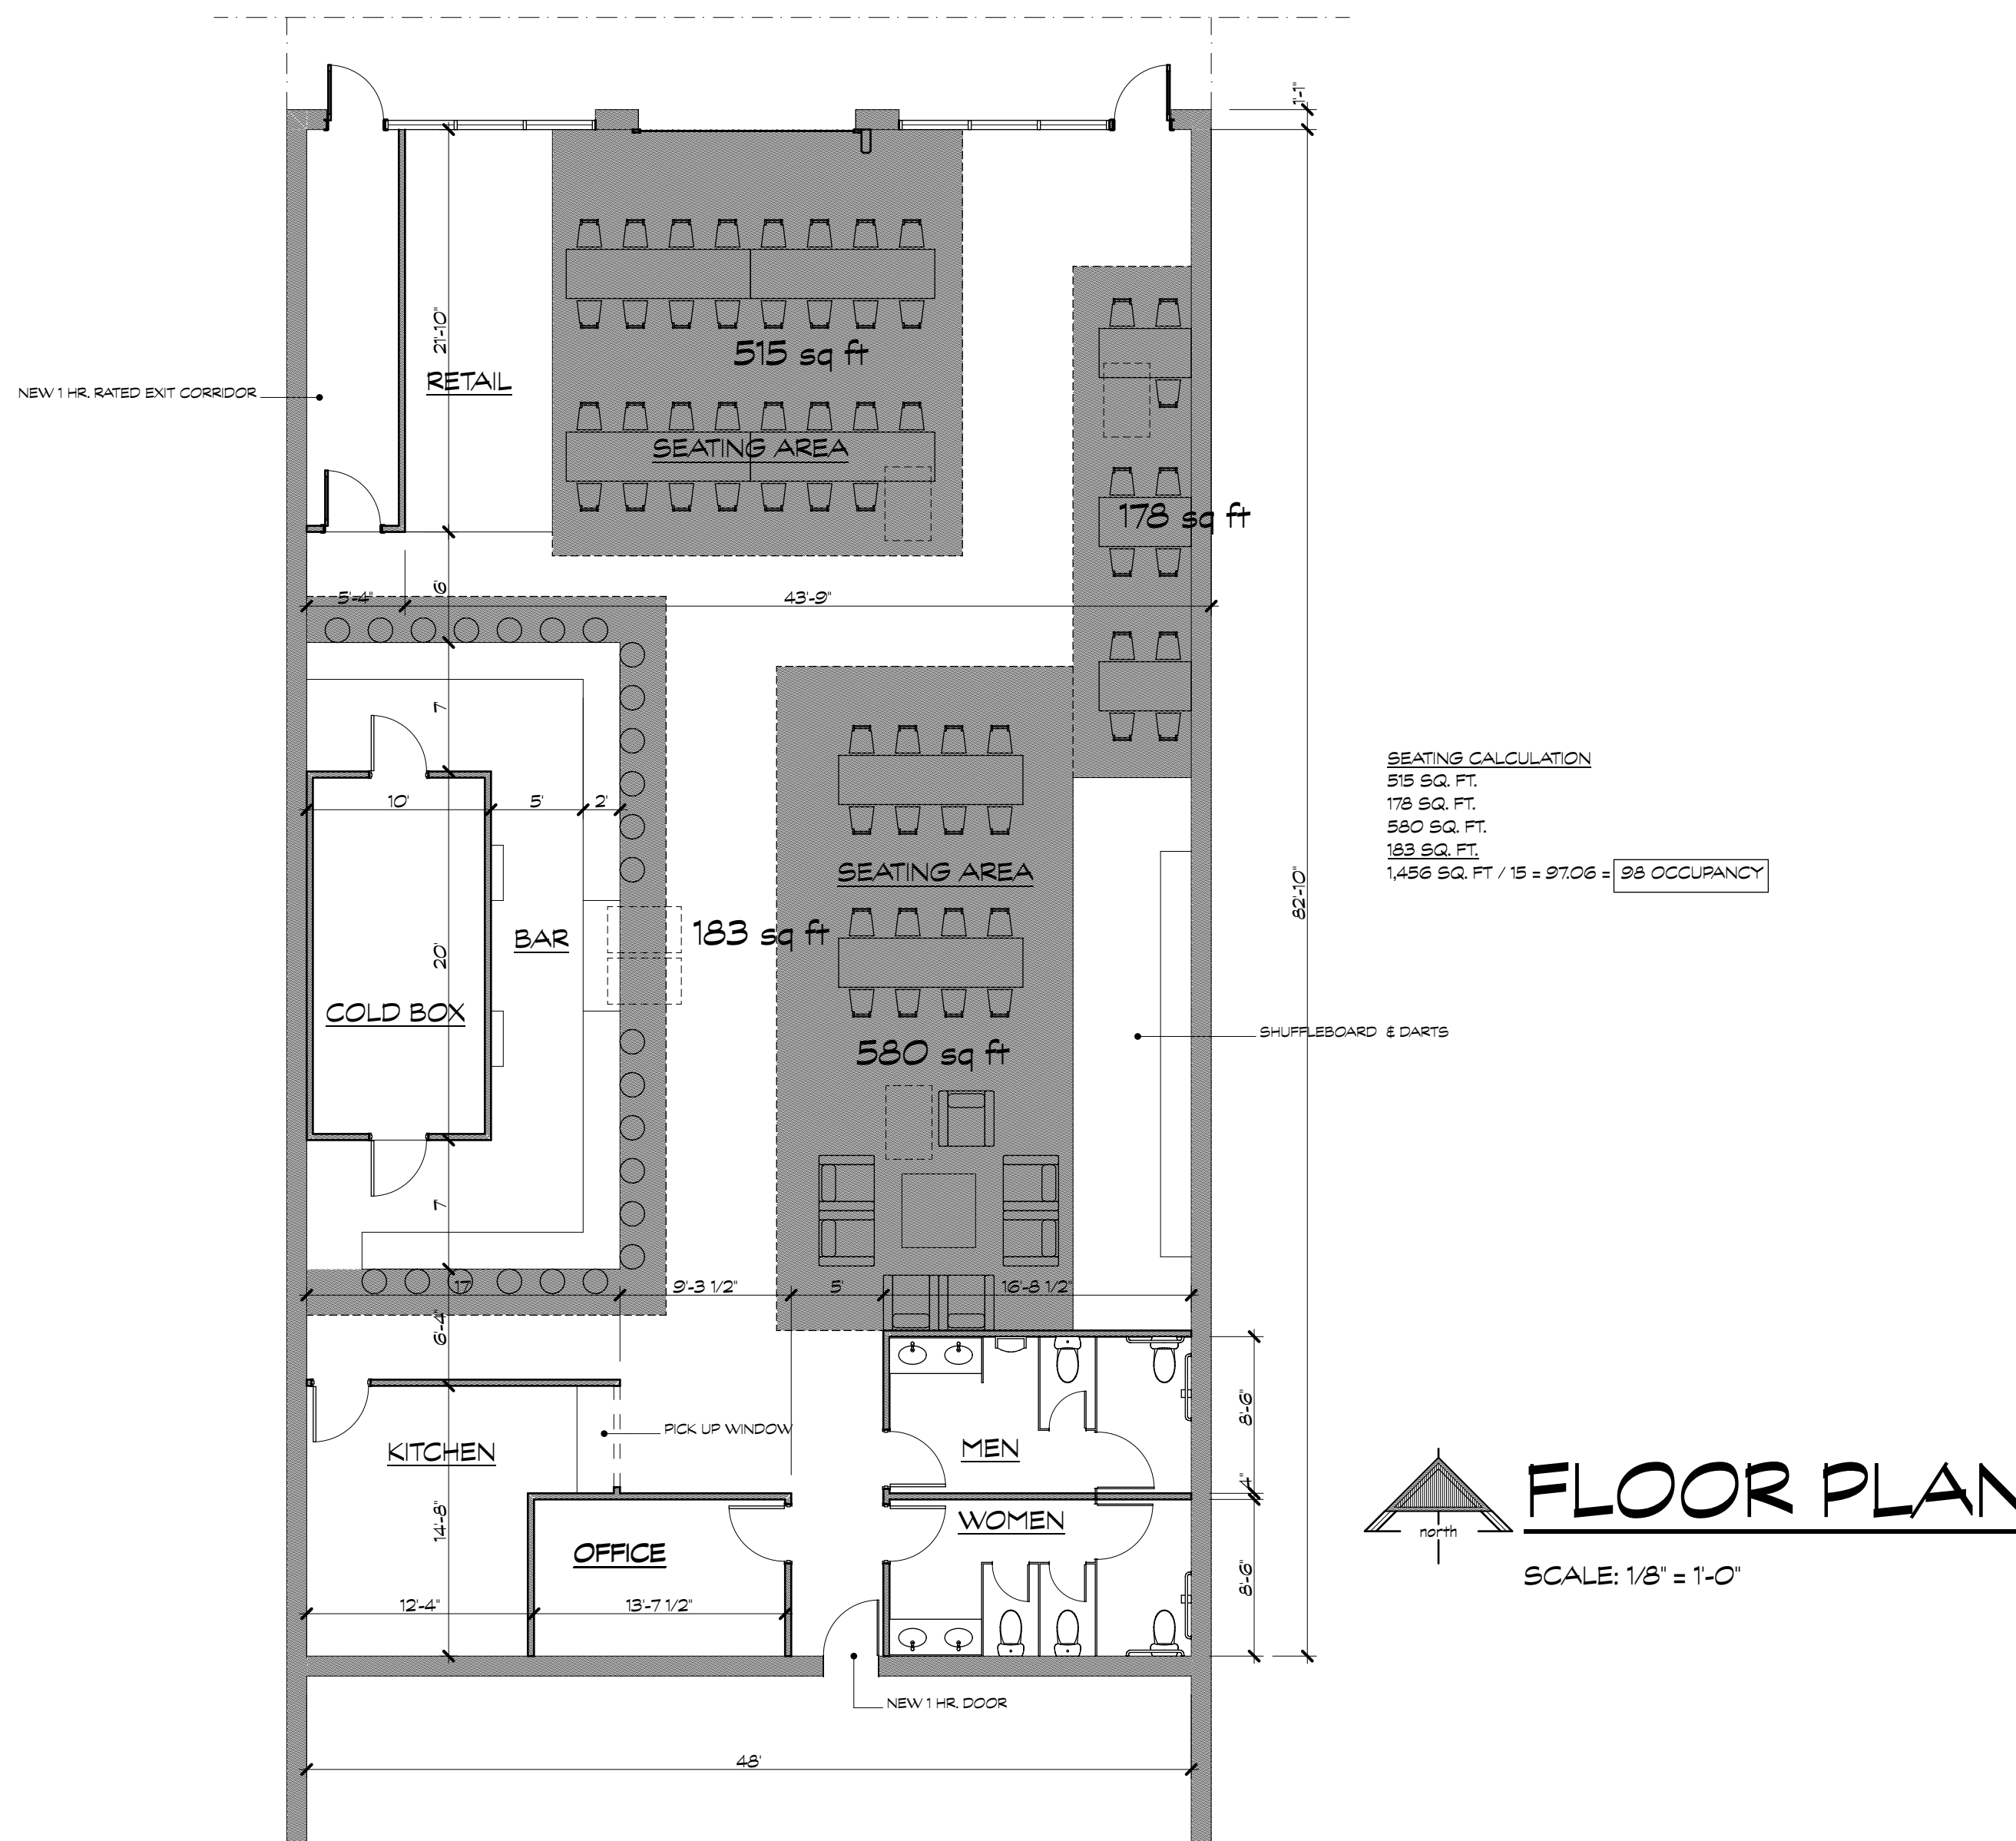 1'-1"
21'-10"
515 sq ft
RETAIL
NEW 1 HR. RATED EXIT CORRIDOR
SEATING AREA
178 sq ft
6'
5'-4"
43'-9"
7'
SEATING CALCULATION
515 SQ. FT.
178 SQ. FT.
580 SQ. FT.
183 SQ. FT.
1,456 SQ. FT / 15 = 97.06 = 98 OCCUPANCY
10'
5'
2'
SEATING AREA
82'-10"
183 sq ft
BAR
20'
COLD BOX
SHUFFLEBOARD & DARTS
580 sq ft
7'
17'
9'-3 1/2"
5'
16'-8 1/2"
6'-4"
8'-6"
PICK UP WINDOW
KITCHEN
MEN
4"
FLOOR PLAN
north
14'-8"
WOMEN
OFFICE
8'-6"
SCALE: 1/8" = 1'-0"
12'-4"
13'-7 1/2"
NEW 1 HR. DOOR
48'